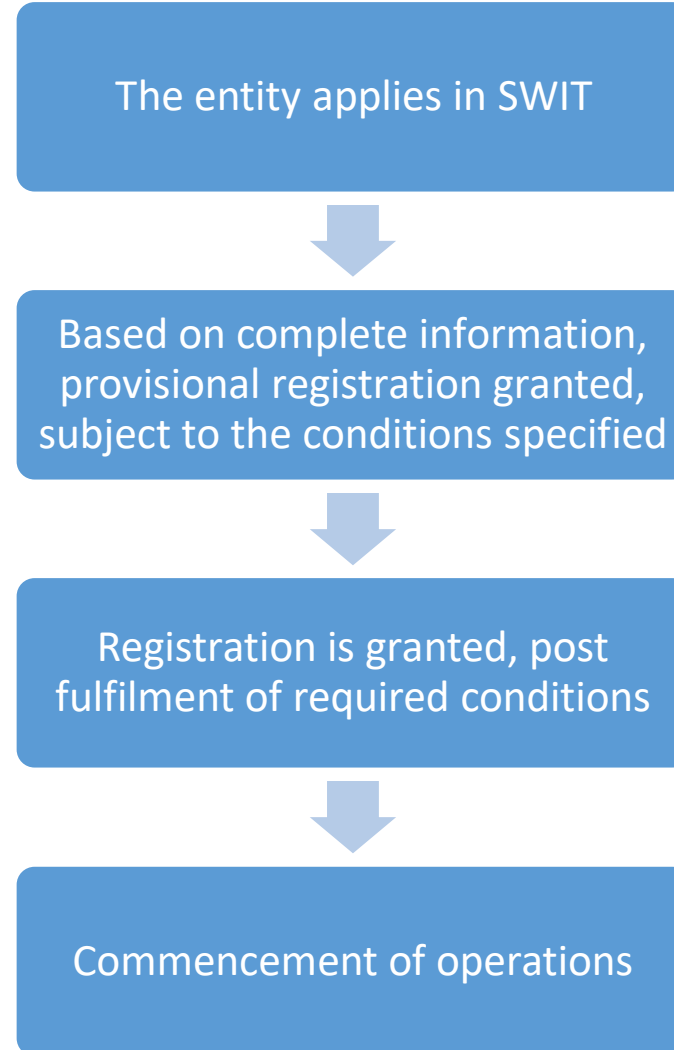 The entity applies in SWIT
Based on complete information,
provisional registration granted,
subject to the conditions specified
Registration is granted, post
fulfilment of required conditions
Commencement of operations